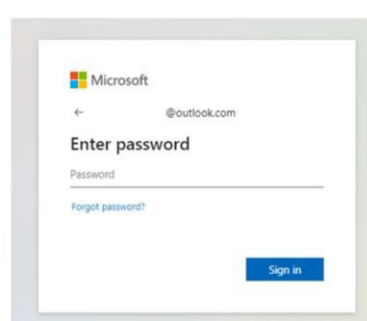 Microsoft
← @outlook.com
Enter password
Password
Forgot password?
Sign in